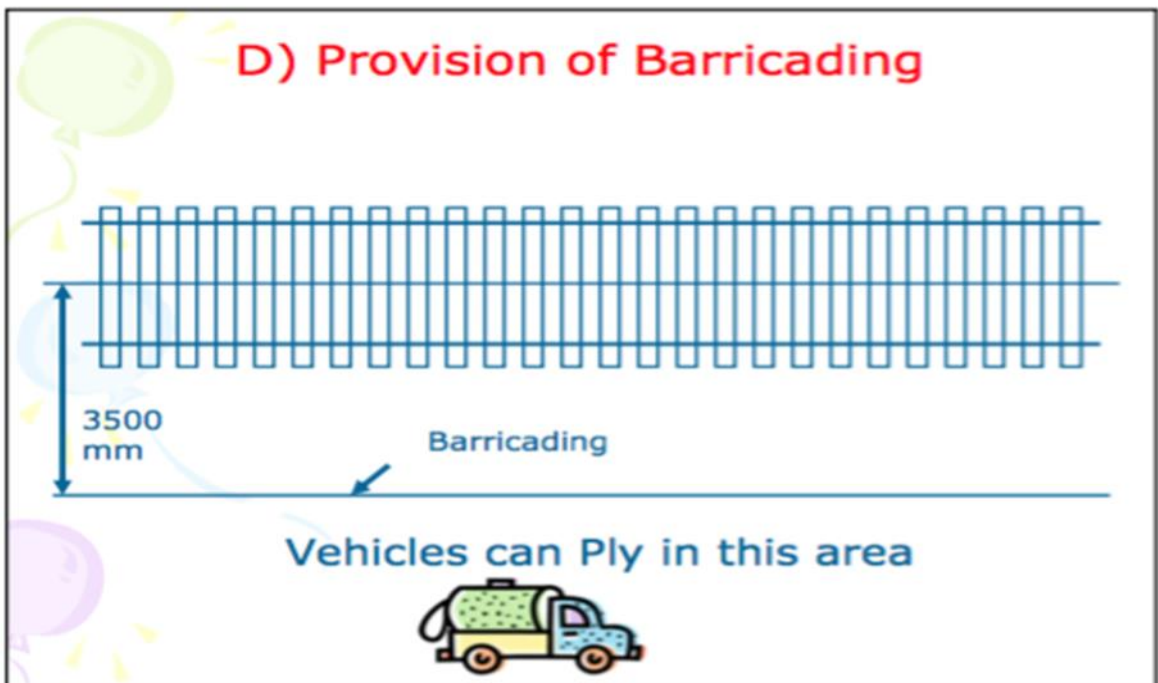 D) Provision of Barricading
3500
mm
Barricading
Vehicles can Ply in this area